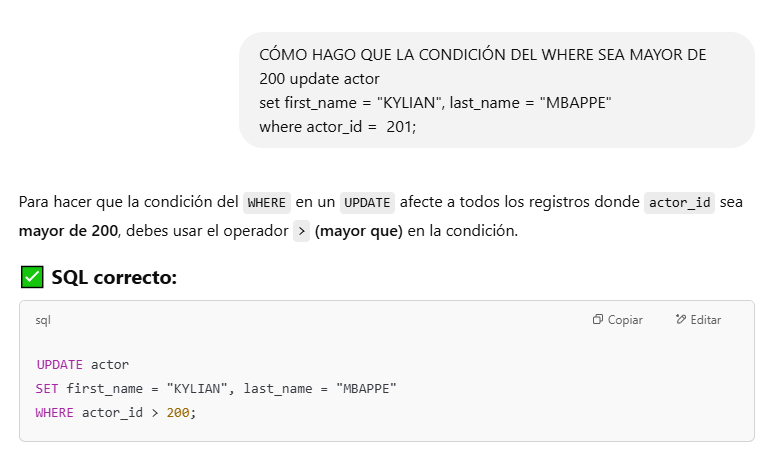 CÓMO HAGO QUE LA CONDICIÓN DEL WHERE SEA MAYOR DE
200 update actor
set first_name = "KYLIAN", last_name = "MBAPPE"
where actor_id =  201;
Para hacer que la condición del WHERE en un UPDATE afecte a todos los registros donde actor_id sea
mayor de 200, debes usar el operador > (mayor que) en la condición.
✅ SQL correcto:
sql Copiar Editar
UPDATE actor
SET first_name = "KYLIAN", last_name = "MBAPPE"
WHERE actor_id > 200;